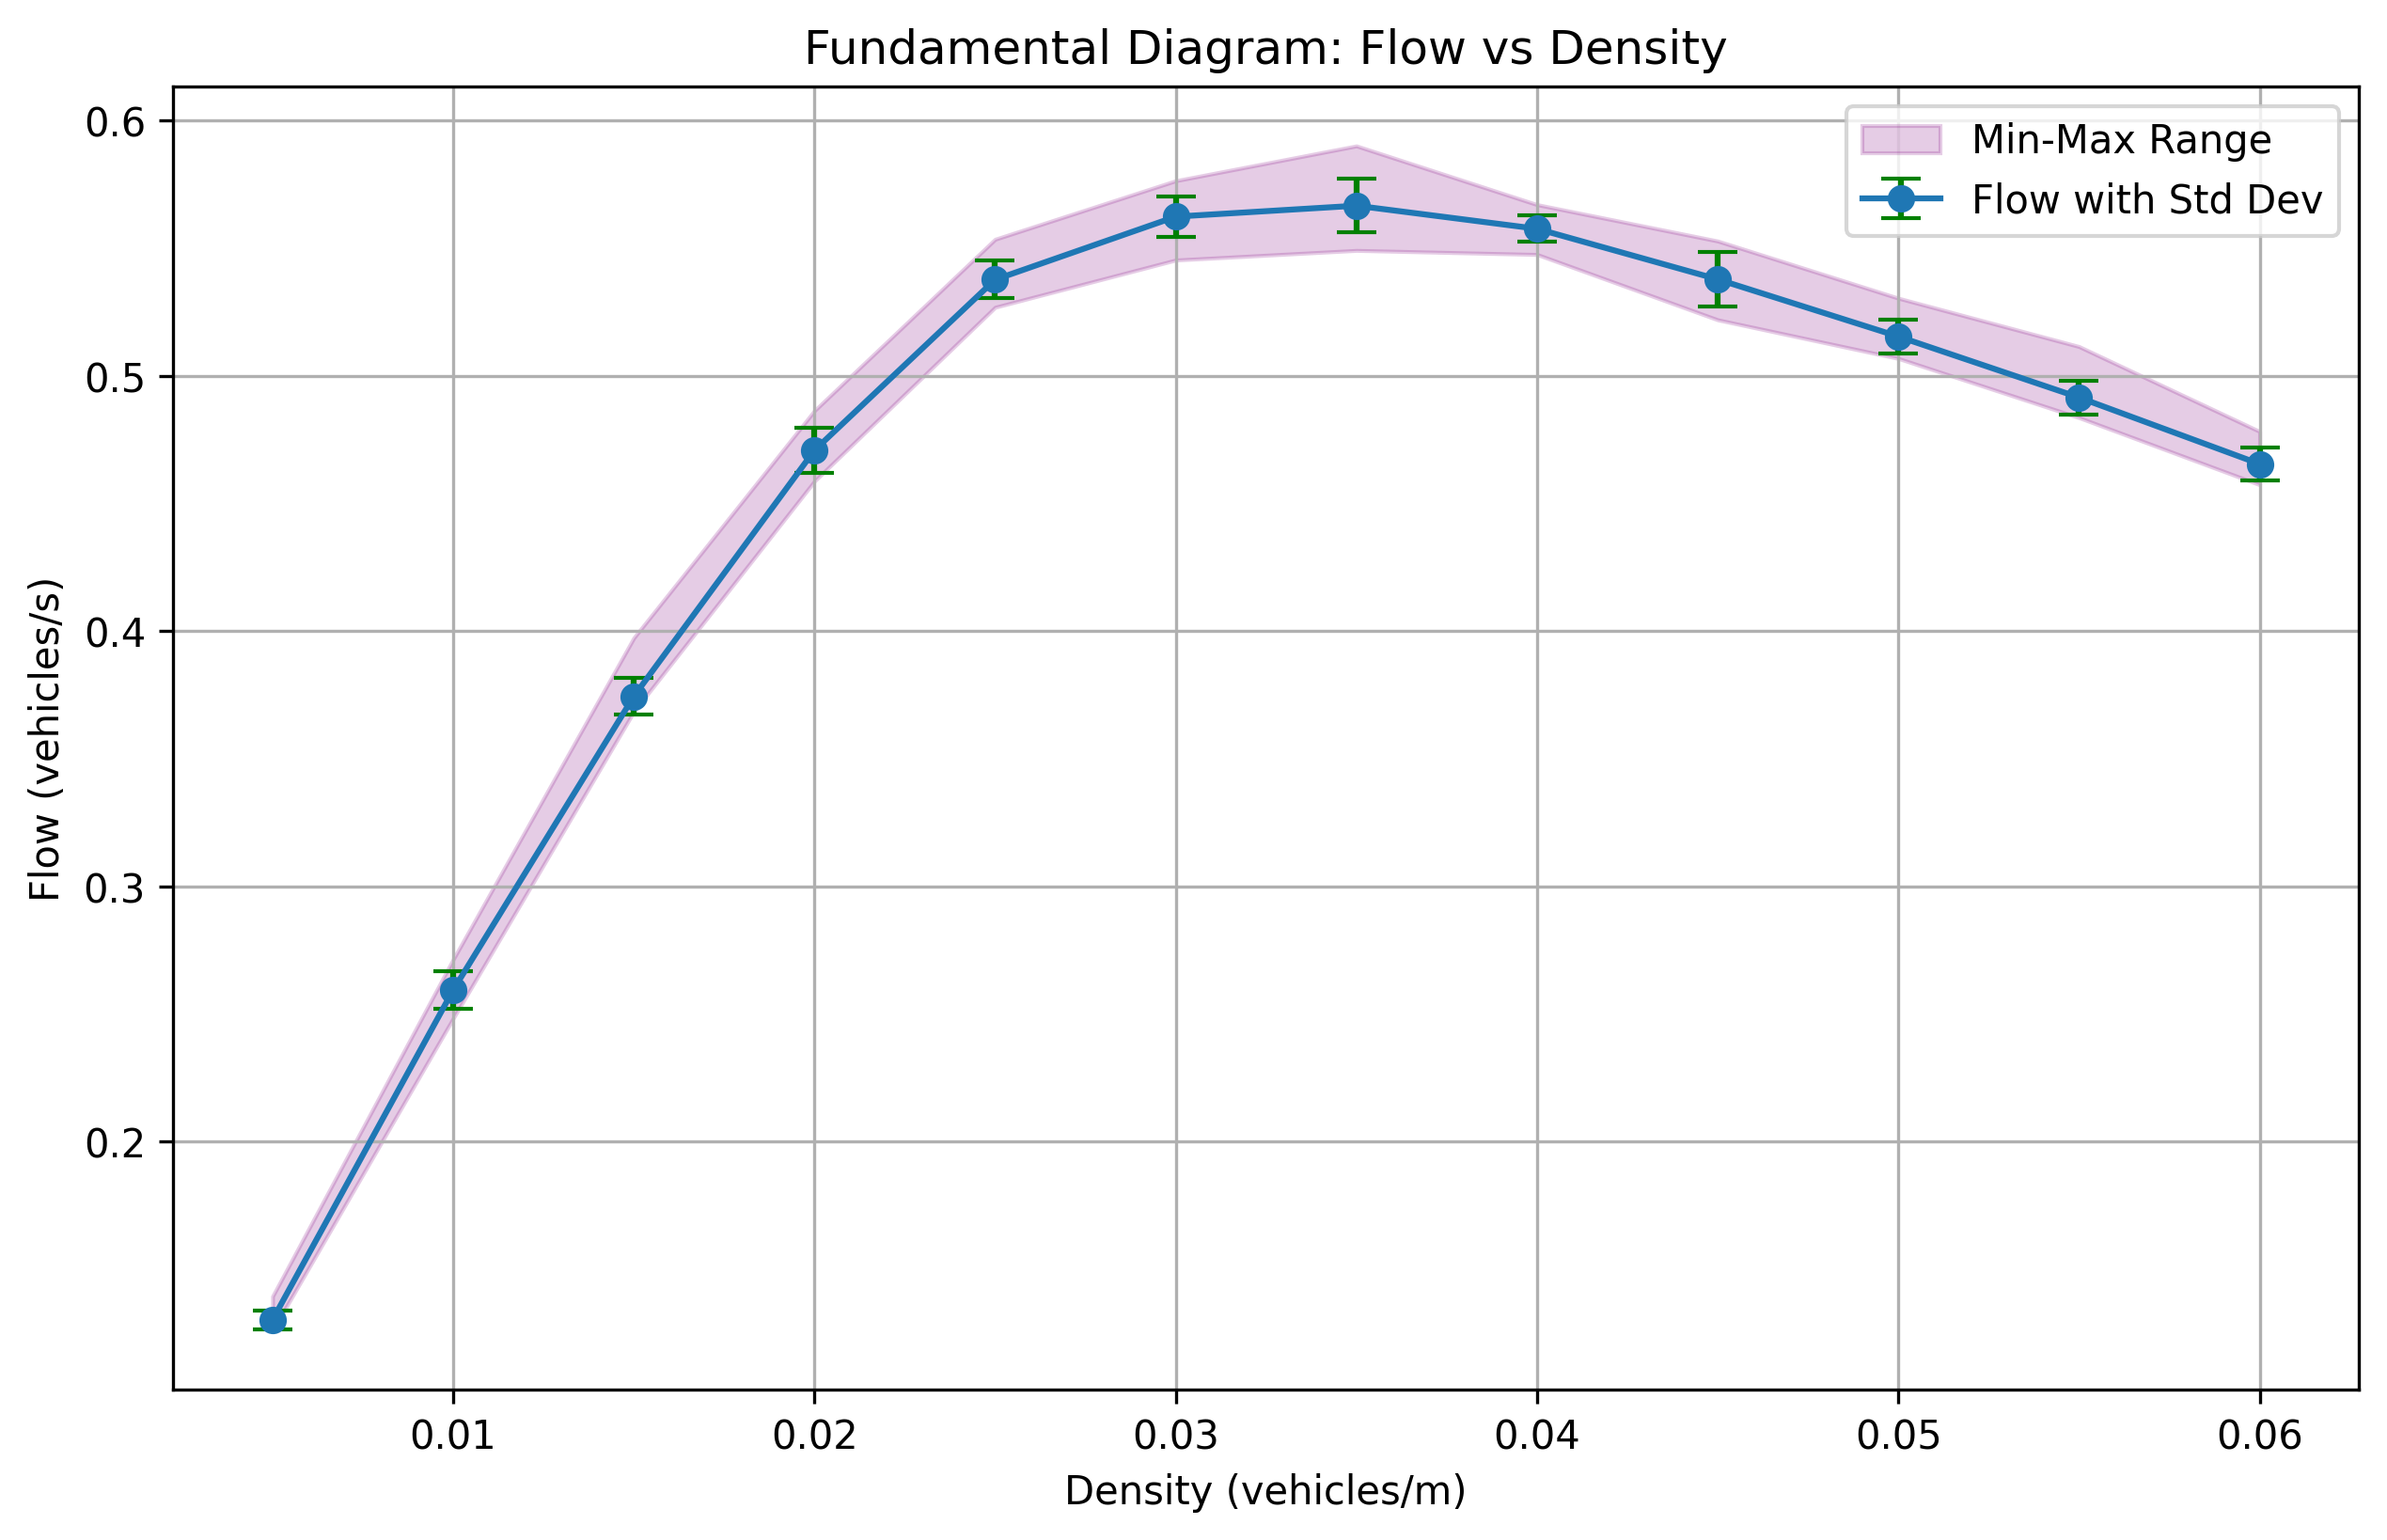 Fundamental Diagram: Flow vs Density
Min-Max Range
Flow with Std Dev
0.6
0.5
0.4
0.3
0.2
Flow (vehicles/s)
0.01 0.02 0.03 0.04 0.05 0.06
Density (vehicles/m)